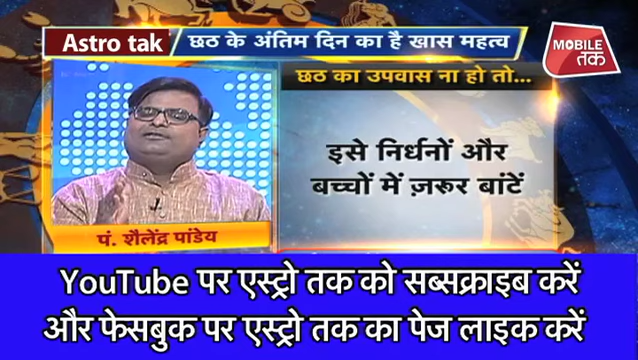 Astro tak
छठ के अंतिम दिन का है खास महत्व
MOBILE
तक
छठ का उपवास ना हो तो...
इसे निर्धनों और
बच्चों में ज़रूर बांटें
पं. शैलेंद्र पांडेय
YouTube पर एस्ट्रो तक को सब्सक्राइब करें
और फेसबुक पर एस्ट्रो तक का पेज लाइक करें